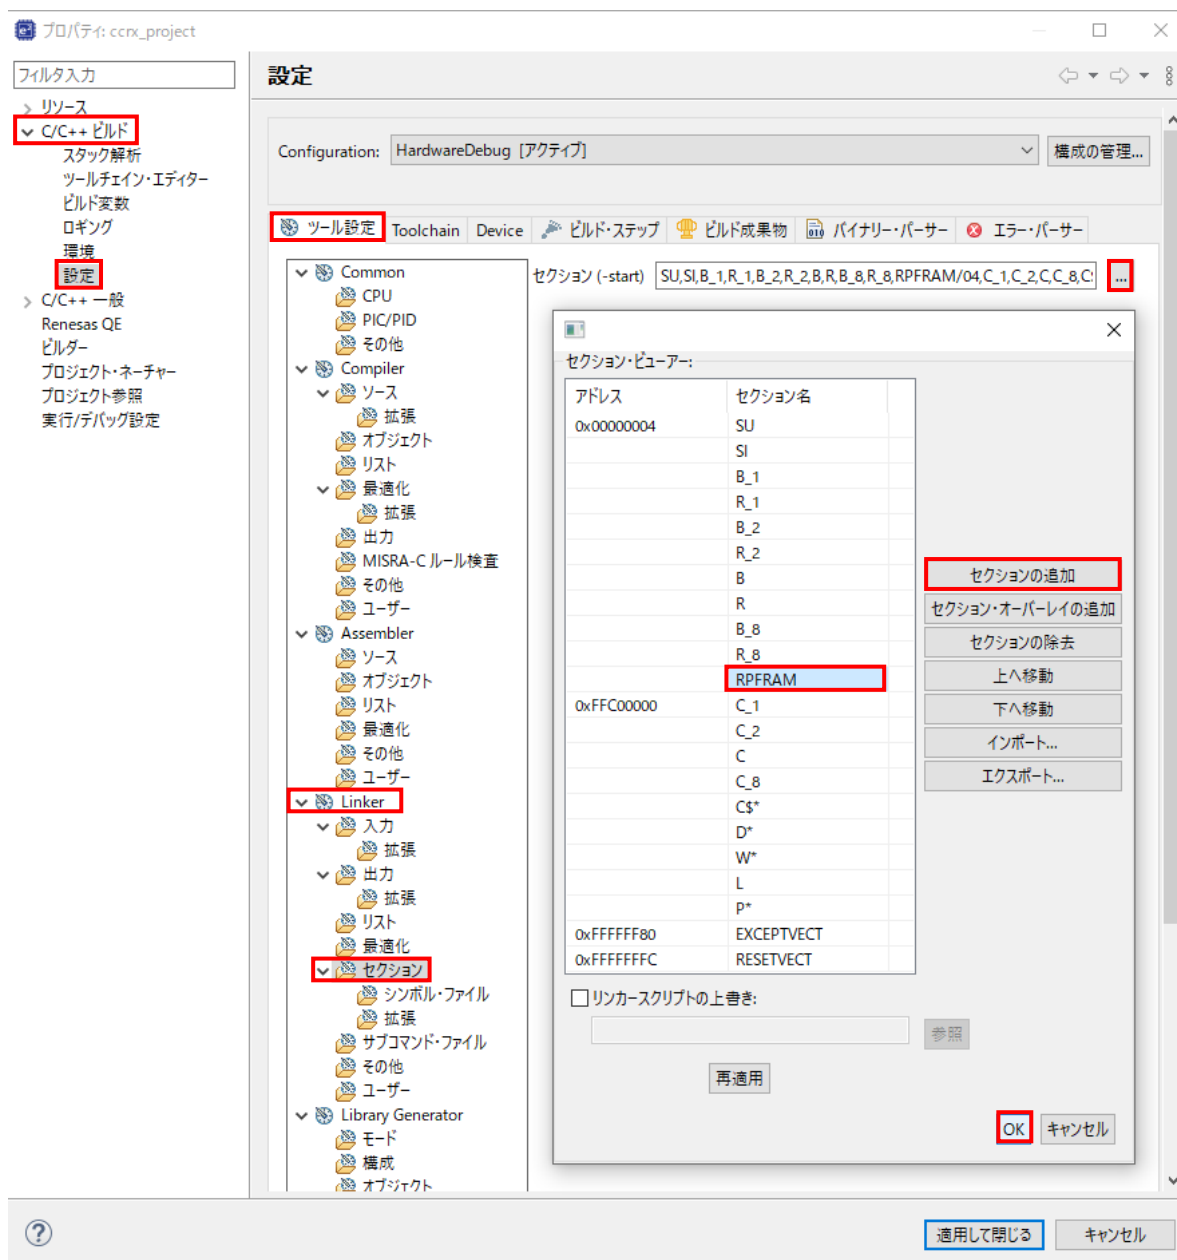 プロパティ: ccrx_project
フィルタ入力
リソース
C/C++ ビルド
スタック解析
ツールチェイン・エディター
ビルド変数
ロギング
環境
設定
C/C++ 一般
Renesas QE
ビルダー
プロジェクト・ネーチャー
プロジェクト参照
実行/デバッグ設定
設定
Configuration: HardwareDebug [アクティブ] 構成の管理...
ツール設定 Toolchain Device ビルド・ステップ ビルド成果物 バイナリー・パーサー エラー・パーサー
Common
CPU
PIC/PID
その他
Compiler
ソース
拡張
オブジェクト
リスト
最適化
拡張
出力
MISRA-C ルール検査
その他
ユーザー
Assembler
ソース
オブジェクト
リスト
最適化
その他
ユーザー
Linker
入力
拡張
出力
拡張
リスト
最適化
セクション
シンボル・ファイル
拡張
サブコマンド・ファイル
その他
ユーザー
Library Generator
モード
構成
オブジェクト
セクション (-start) SU,SI,B_1,R_1,B_2,R_2,B,R,B_8,R_8,RPFRAM/04,C_1,C_2,C,C_8,C$ ...
セクション・ビューアー:
アドレス セクション名
0x00000004 SU
SI
B_1
R_1
B_2
R_2
B
R
B_8
R_8
RPFRAM
0xFFC00000 C_1
C_2
C
C_8
C$*
D*
W*
L
P*
0xFFFFFF80 EXCEPTVECT
0xFFFFFFFC RESETVECT
セクションの追加
セクション・オーバーレイの追加
セクションの除去
上へ移動
下へ移動
インポート...
エクスポート...
リンカースクリプトの上書き:
参照
再適用
OK キャンセル
適用して閉じる キャンセル